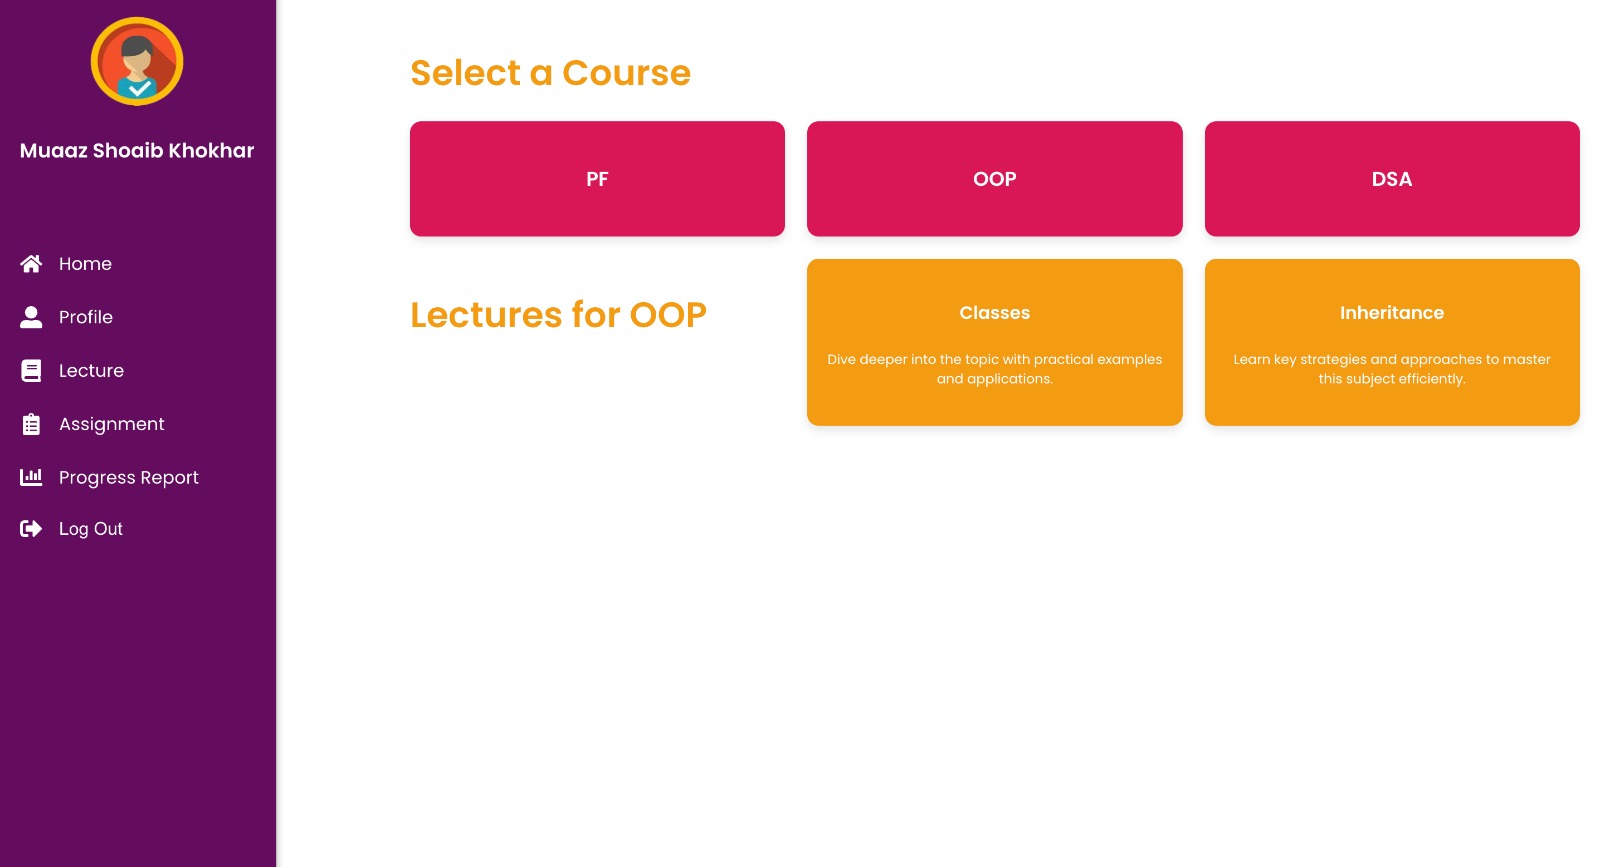 Muaaz Shoaib Khokhar
Home
Profile
Lecture
Assignment
Progress Report
Log Out
Select a Course
PF
OOP
DSA
Lectures for OOP
Classes
Dive deeper into the topic with practical examples
and applications.
Inheritance
Learn key strategies and approaches to master
this subject efficiently.